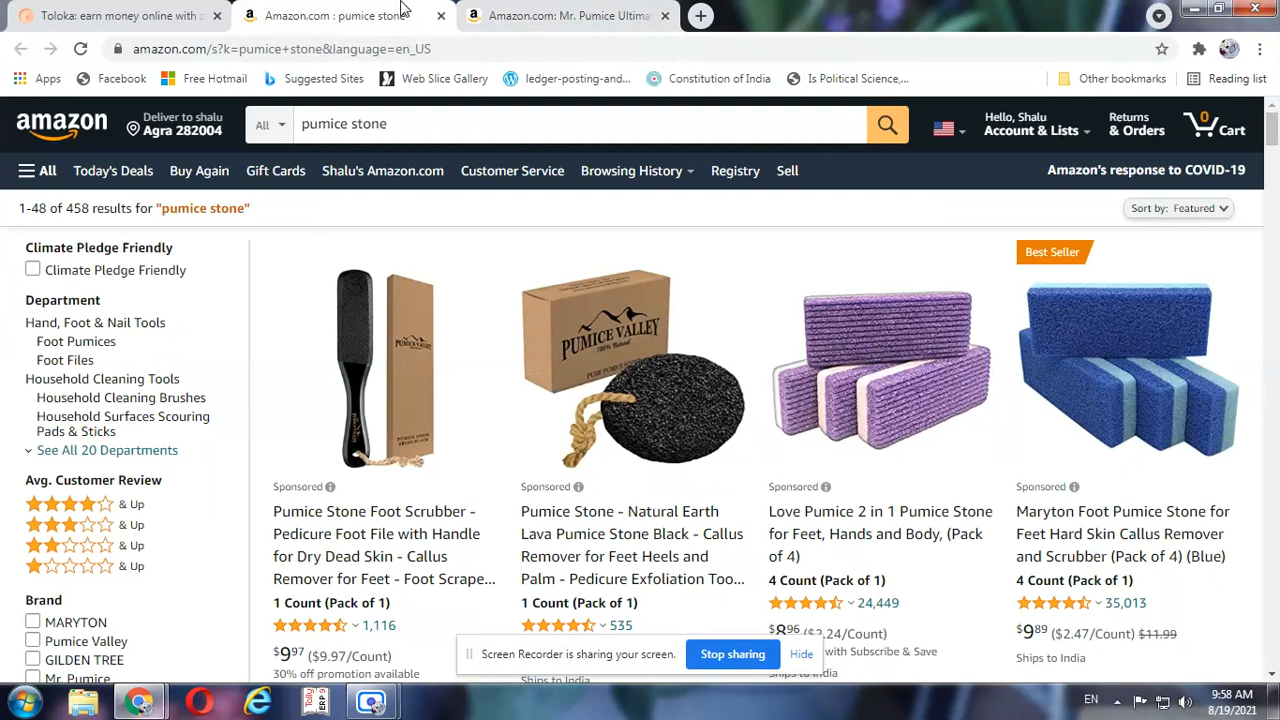 Toloka: earn money online with
Amazon.com : pumice stone
Amazon.com: Mr. Pumice Ultima
amazon.com/s?k=pumice+stone&language=en_US
Apps
Facebook
Free Hotmail
Suggested Sites
Web Slice Gallery
ledger-posting-and...
Constitution of India
Is Political Science,...
Other bookmarks
Reading list
amazon
Deliver to shalu
Agra 282004
All
pumice stone
Hello, Shalu
Account & Lists
Returns
& Orders
0
Cart
All
Today's Deals
Buy Again
Gift Cards
Shalu's Amazon.com
Customer Service
Browsing History
Registry
Sell
Amazon's response to COVID-19
1-48 of 458 results for "pumice stone"
Sort by: Featured
Climate Pledge Friendly
Climate Pledge Friendly
Department
Hand, Foot & Nail Tools
Foot Pumices
Foot Files
Household Cleaning Tools
Household Cleaning Brushes
Household Surfaces Scouring
Pads & Sticks
See All 20 Departments
Avg. Customer Review
& Up
& Up
& Up
& Up
Brand
MARYTON
Pumice Valley
GILDEN TREE
Mr. Pumice
PUMICE VALLEY
Sponsored
Pumice Stone Foot Scrubber -
Pedicure Foot File with Handle
for Dry Dead Skin - Callus
Remover for Feet - Foot Scrape...
1 Count (Pack of 1)
1,116
$9.97 ($9.97/Count)
30% off promotion available
PUMICE VALLEY
100% Natural
Sponsored
Pumice Stone - Natural Earth
Lava Pumice Stone Black - Callus
Remover for Feet Heels and
Palm - Pedicure Exfoliation Too...
1 Count (Pack of 1)
535
Sponsored
Love Pumice 2 in 1 Pumice Stone
for Feet, Hands and Body, (Pack
of 4)
4 Count (Pack of 1)
24,449
$8.96 ($2.24/Count)
with Subscribe & Save
Ships to India
Best Seller
Sponsored
Maryton Foot Pumice Stone for
Feet Hard Skin Callus Remover
and Scrubber (Pack of 4) (Blue)
4 Count (Pack of 1)
35,013
$9.89 ($2.47/Count) $11.99
Ships to India
Screen Recorder is sharing your screen.
Stop sharing
Hide
EN
9:58 AM
8/19/2021